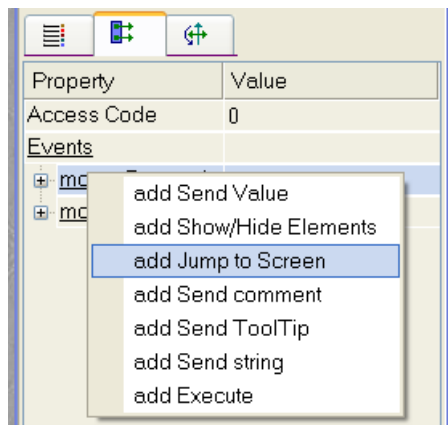 Property Value
Access Code 0
Events
add Send Value
add Show/Hide Elements
add Jump to Screen
add Send comment
add Send ToolTip
add Send string
add Execute